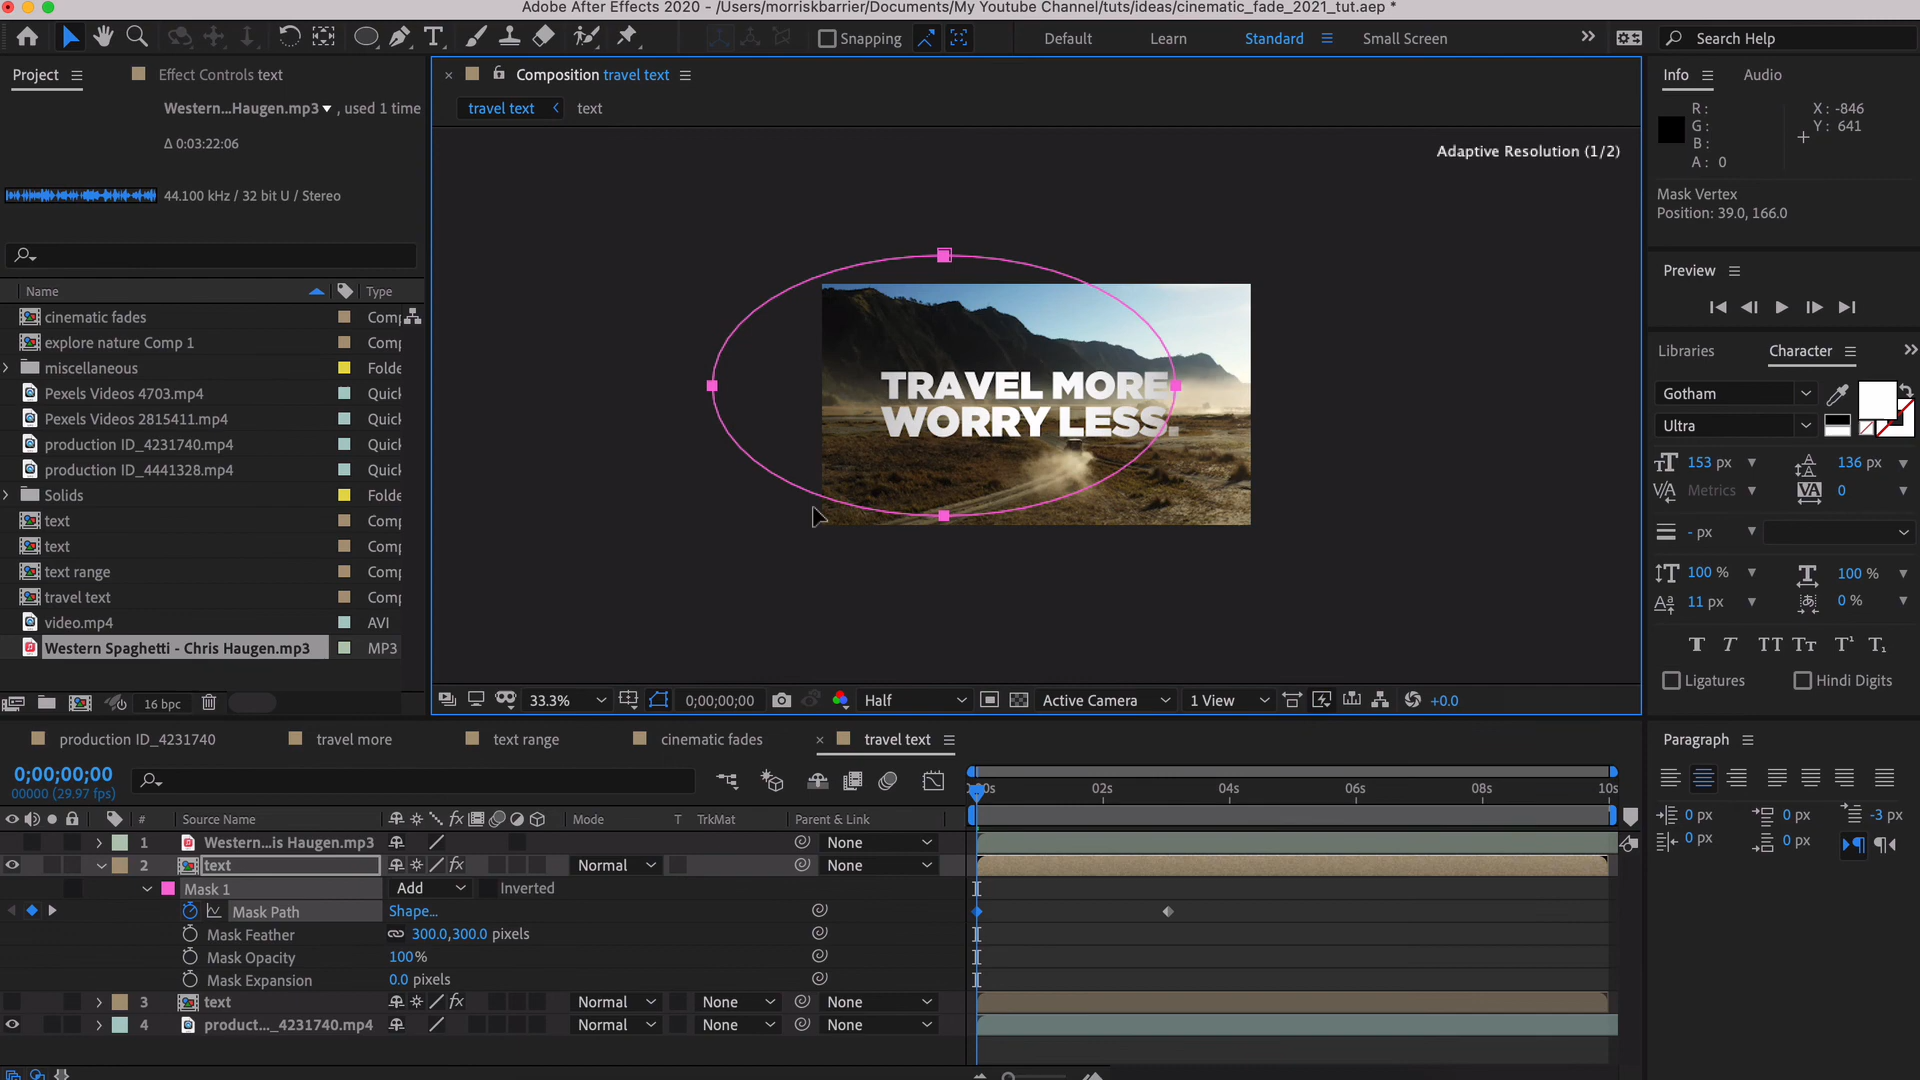 Adobe After Effects 2020 - /Users/morriskbarrier/Documents/My Youtube Channel/tuts/ideas/cinematic_fade_2021_tut.aep *
Snapping
Default
Learn
Standard
Small Screen
Search Help
Project
Effect Controls text
Western...Haugen.mp3 , used 1 time
Δ 0:03:22:06
44.100 kHz / 32 bit U / Stereo
Name
Type
cinematic fades
Comp
explore nature Comp 1
Comp
miscellaneous
Folde
Pexels Videos 4703.mp4
Quick
Pexels Videos 2815411.mp4
Quick
production ID_4231740.mp4
Quick
production ID_4441328.mp4
Quick
Solids
Folde
text
Comp
text
Comp
text range
Comp
travel text
Comp
video.mp4
AVI
Western Spaghetti - Chris Haugen.mp3
MP3
16 bpc
Composition travel text
travel text
text
Adaptive Resolution (1/2)
TRAVEL MORE
WORRY LESS.
33.3%
0;00;00;00
Half
Active Camera
1 View
+0.0
Info
Audio
R :
G :
B :
A : 0
X : -846
Y : 641
Mask Vertex
Position: 39.0, 166.0
Preview
Libraries
Character
Gotham
Ultra
153 px
136 px
Metrics
0
- px
100 %
100 %
11 px
0 %
Ligatures
Hindi Digits
Paragraph
0 px
0 px
-3 px
0 px
0 px
production ID_4231740
travel more
text range
cinematic fades
travel text
0;00;00;00
00000 (29.97 fps)
02s
04s
06s
08s
10s
#
Source Name
Mode
T
TrkMat
Parent & Link
1
Western...is Haugen.mp3
None
2
text
Normal
None
Mask 1
Add
Inverted
Mask Path
Shape...
Mask Feather
300.0,300.0 pixels
Mask Opacity
100%
Mask Expansion
0.0 pixels
3
text
Normal
None
None
4
product..._4231740.mp4
Normal
None
None